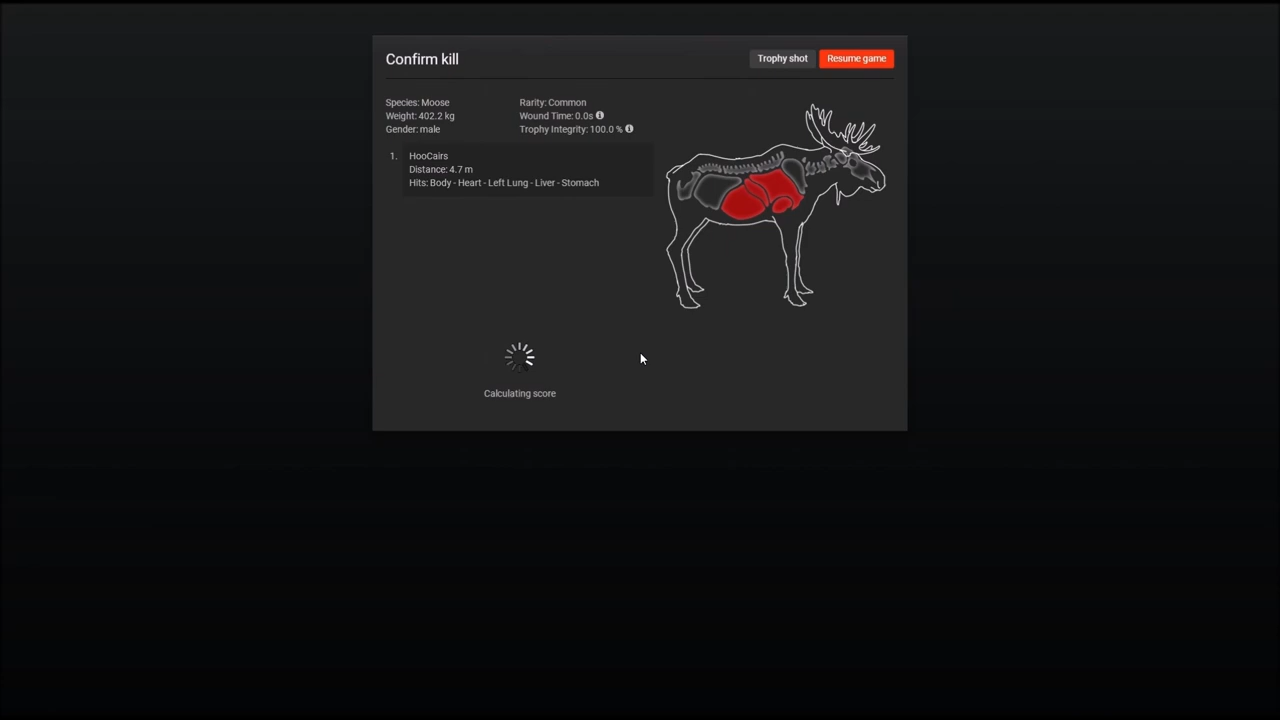 Confirm kill
Trophy shot
Resume game
Species: Moose
Weight: 402.2 kg
Gender: male
Rarity: Common
Wound Time: 0.0s
Trophy Integrity: 100.0 %
1.
HooCairs
Distance: 4.7 m
Hits: Body - Heart - Left Lung - Liver - Stomach
Calculating score